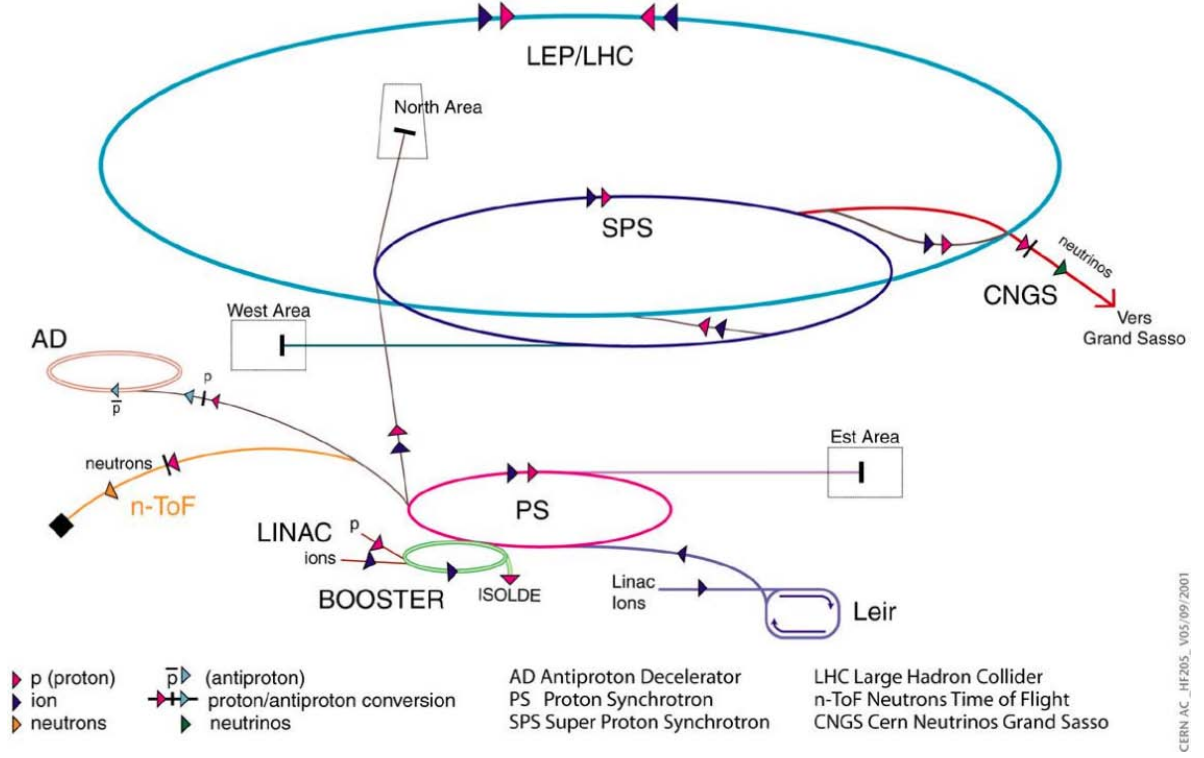 LEP/LHC
North Area
SPS
neutrinos
CNGS
Vers
Grand Sasso
West Area
AD
p
p̅
Est Area
neutrons
n-ToF
PS
LINAC
p
ions
BOOSTER
ISOLDE
Linac
Ions
Leir
p (proton)
ion
neutrons
p̅ (antiproton)
proton/antiproton conversion
neutrinos
AD Antiproton Decelerator
PS Proton Synchrotron
SPS Super Proton Synchrotron
LHC Large Hadron Collider
n-ToF Neutrons Time of Flight
CNGS Cern Neutrinos Grand Sasso
CERN AC _HF205_ V05/09/2001